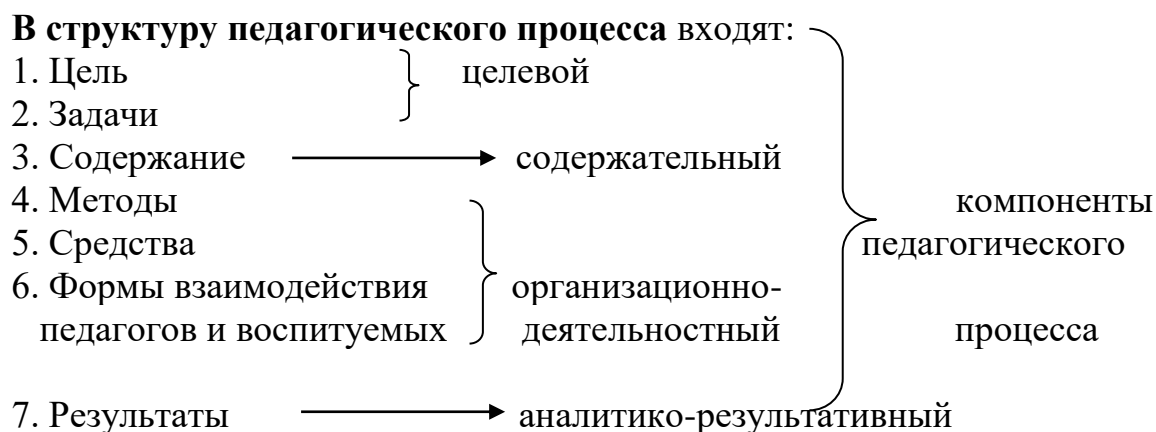 В структуру педагогического процесса входят:
1. Цель целевой
2. Задачи
3. Содержание содержательный
4. Методы компоненты
5. Средства педагогического
6. Формы взаимодействия организационно-
педагогов и воспитуемых деятельностный процесса
7. Результаты аналитико-результативный